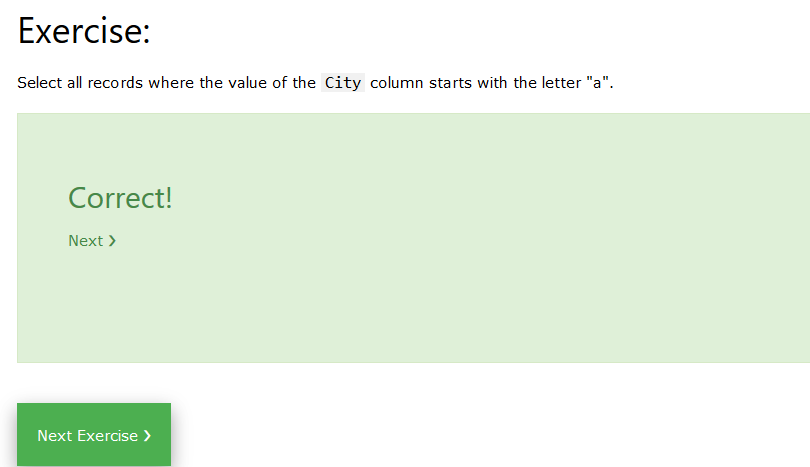 Exercise:
Select all records where the value of the City column starts with the letter "a".
Correct!
Next ❯
Next Exercise ❯